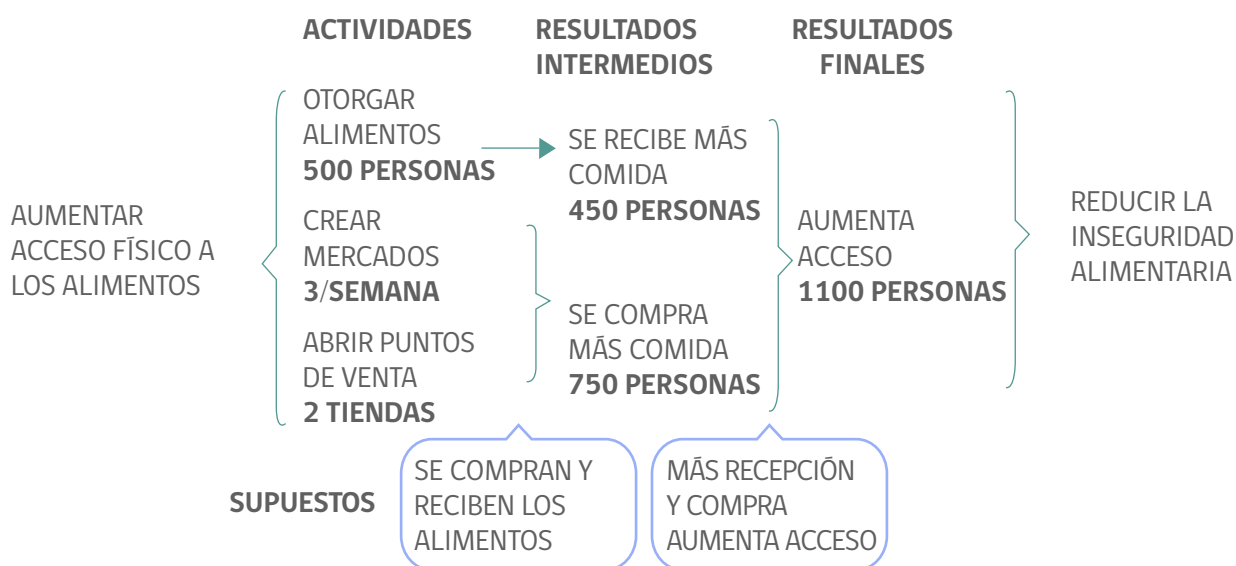 ACTIVIDADES
RESULTADOS
INTERMEDIOS
RESULTADOS
FINALES
AUMENTAR
ACCESO FÍSICO A
LOS ALIMENTOS
OTORGAR
ALIMENTOS
500 PERSONAS
CREAR
MERCADOS
3/SEMANA
ABRIR PUNTOS
DE VENTA
2 TIENDAS
SE RECIBE MÁS
COMIDA
450 PERSONAS
SE COMPRA
MÁS COMIDA
750 PERSONAS
AUMENTA
ACCESO
1100 PERSONAS
REDUCIR LA
INSEGURIDAD
ALIMENTARIA
SUPUESTOS
SE COMPRAN Y
RECIBEN LOS
ALIMENTOS
MÁS RECEPCIÓN
Y COMPRA
AUMENTA ACCESO